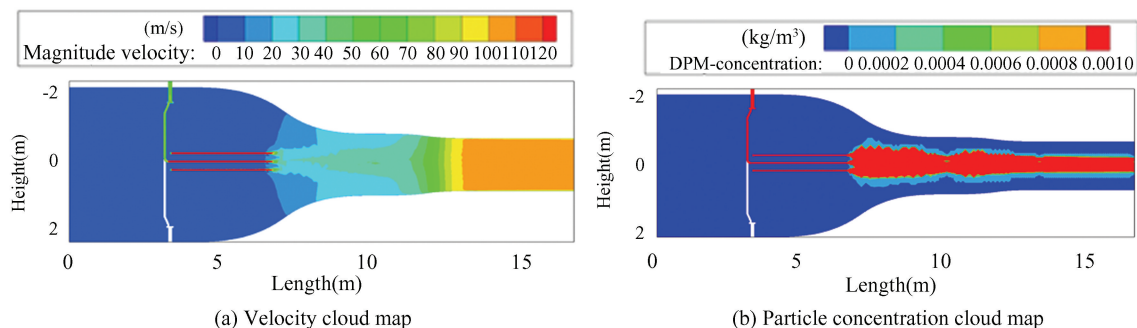 (m/s)
Magnitude velocity: 0 10 20 30 40 50 60 70 80 90 100110120
-2
0
2
Height(m)
0 5 10 15
Length(m)
(a) Velocity cloud map
(kg/m³)
DPM-concentration: 0 0.0002 0.0004 0.0006 0.0008 0.0010
-2
0
2
Height(m)
0 5 10 15
Length(m)
(b) Particle concentration cloud map